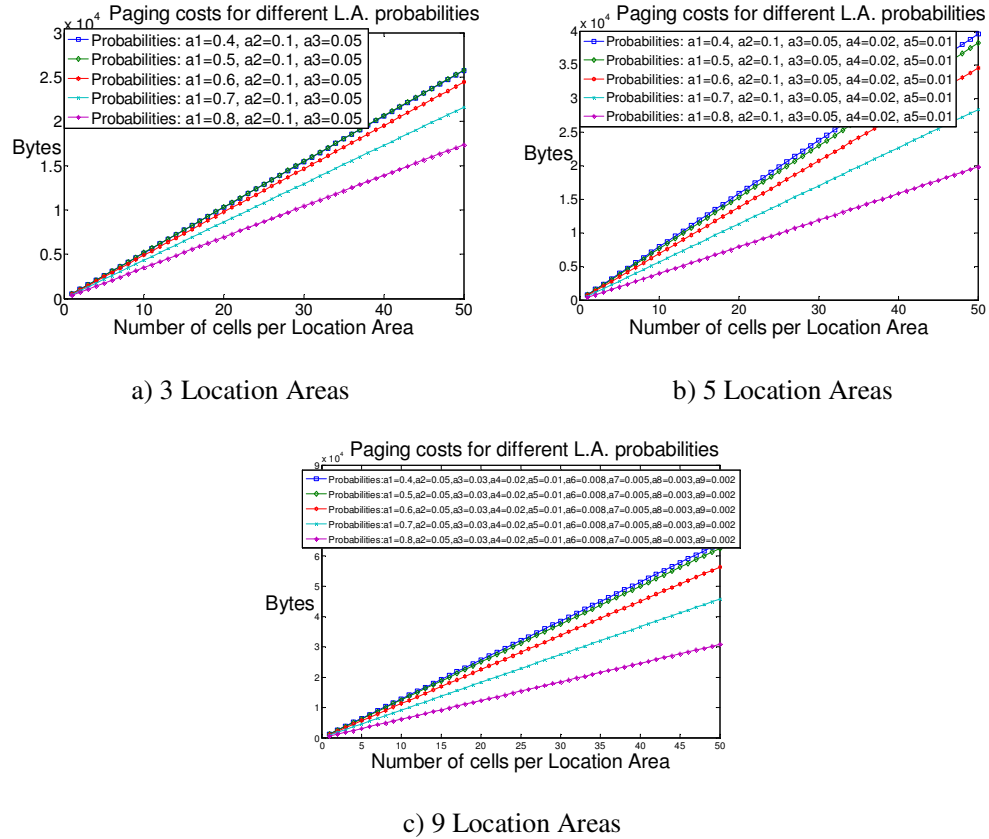 Paging costs for different L.A. probabilities
x 10^4
Probabilities: a1=0.4, a2=0.1, a3=0.05
Probabilities: a1=0.5, a2=0.1, a3=0.05
Probabilities: a1=0.6, a2=0.1, a3=0.05
Probabilities: a1=0.7, a2=0.1, a3=0.05
Probabilities: a1=0.8, a2=0.1, a3=0.05
3
2.5
2
1.5
1
0.5
0
Bytes
0 10 20 30 40 50
Number of cells per Location Area
a) 3 Location Areas
Paging costs for different L.A. probabilities
x 10^4
Probabilities: a1=0.4, a2=0.1, a3=0.05, a4=0.02, a5=0.01
Probabilities: a1=0.5, a2=0.1, a3=0.05, a4=0.02, a5=0.01
Probabilities: a1=0.6, a2=0.1, a3=0.05, a4=0.02, a5=0.01
Probabilities: a1=0.7, a2=0.1, a3=0.05, a4=0.02, a5=0.01
Probabilities: a1=0.8, a2=0.1, a3=0.05, a4=0.02, a5=0.01
4
3.5
3
2.5
2
1.5
1
0.5
0
Bytes
0 10 20 30 40 50
Number of cells per Location Area
b) 5 Location Areas
Paging costs for different L.A. probabilities
x 10^4
Probabilities:a1=0.4,a2=0.05,a3=0.03,a4=0.02,a5=0.01,a6=0.008,a7=0.005,a8=0.003,a9=0.002
Probabilities:a1=0.5,a2=0.05,a3=0.03,a4=0.02,a5=0.01,a6=0.008,a7=0.005,a8=0.003,a9=0.002
Probabilities:a1=0.6,a2=0.05,a3=0.03,a4=0.02,a5=0.01,a6=0.008,a7=0.005,a8=0.003,a9=0.002
Probabilities:a1=0.7,a2=0.05,a3=0.03,a4=0.02,a5=0.01,a6=0.008,a7=0.005,a8=0.003,a9=0.002
Probabilities:a1=0.8,a2=0.05,a3=0.03,a4=0.02,a5=0.01,a6=0.008,a7=0.005,a8=0.003,a9=0.002
9
6
5
4
3
2
1
0
Bytes
0 5 10 15 20 25 30 35 40 45 50
Number of cells per Location Area
c) 9 Location Areas